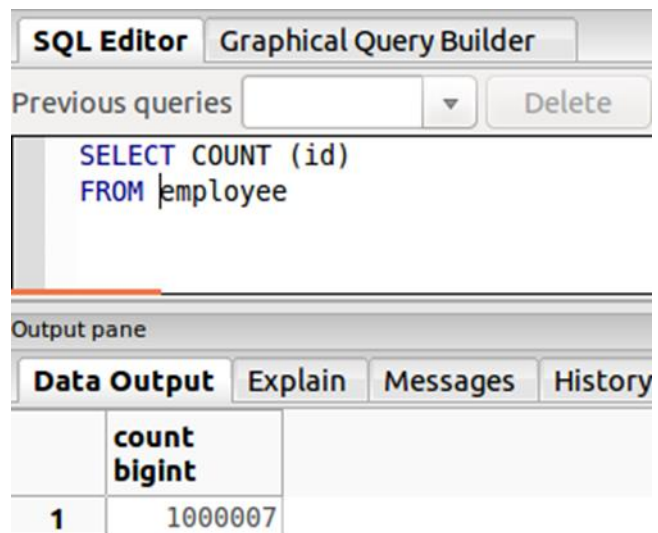 SQL Editor Graphical Query Builder
Previous queries Delete
SELECT COUNT (id)
FROM employee
Output pane
Data Output Explain Messages History
count
bigint
1 1000007